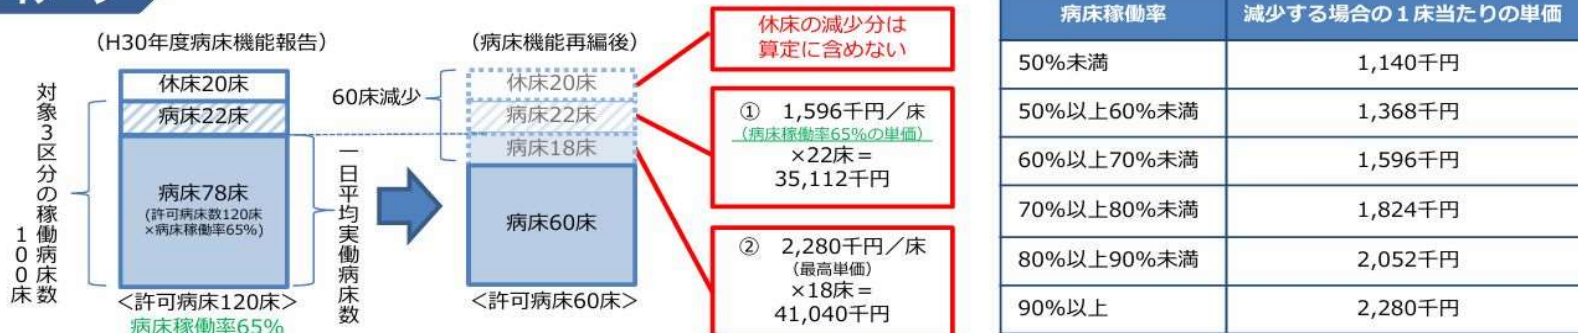 イメージ
(H30年度病床機能報告)
休床20床
病床22床
病床78床
(許可病床数120床
×病床稼働率65%)
<許可病床120床>
病床稼働率65%
対象3区分の稼働病床数
100床
一日平均実働病床数
(病床機能再編後)
60床減少
休床20床
病床22床
病床18床
病床60床
<許可病床60床>
休床の減少分は
算定に含めない
① 1,596千円/床
(病床稼働率65%の単価)
×22床=
35,112千円
② 2,280千円/床
(最高単価)
×18床=
41,040千円
病床稼働率 減少する場合の1床当たりの単価
50%未満 1,140千円
50%以上60%未満 1,368千円
60%以上70%未満 1,596千円
70%以上80%未満 1,824千円
80%以上90%未満 2,052千円
90%以上 2,280千円